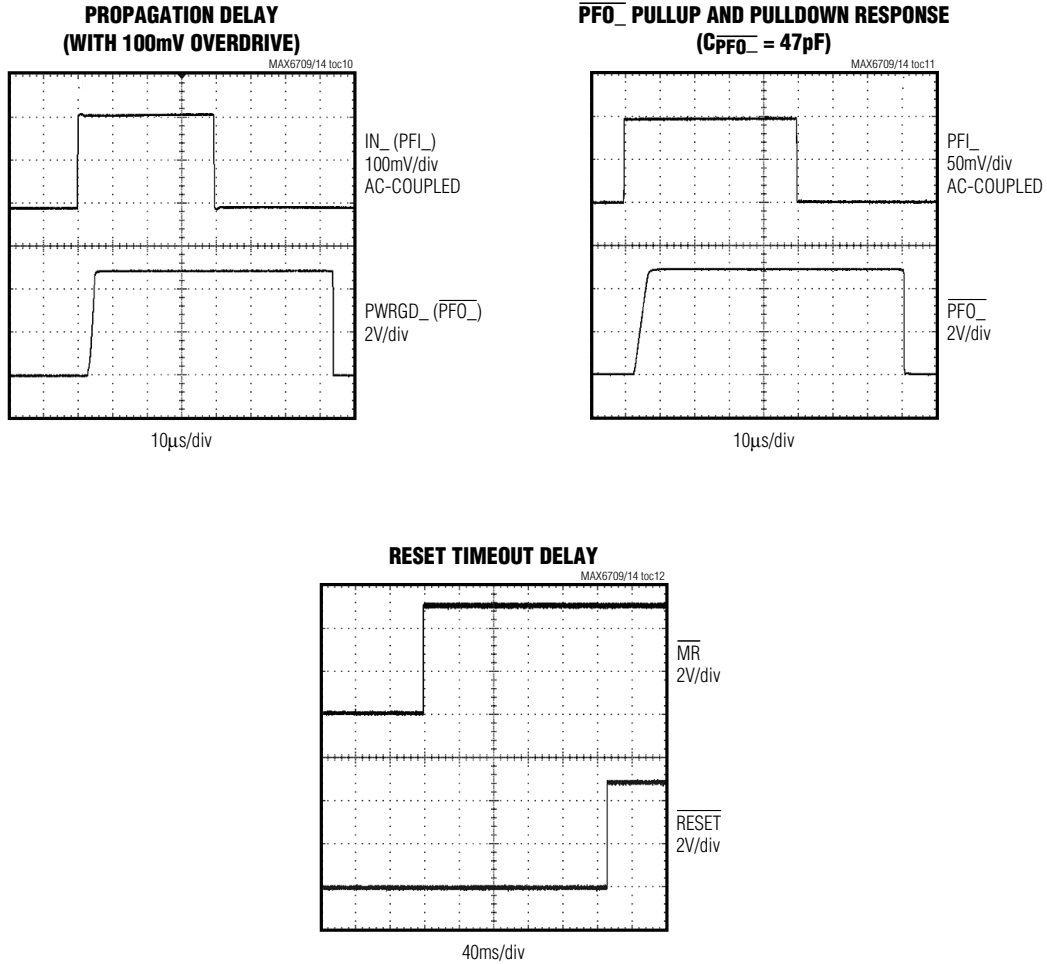 PROPAGATION DELAY
(WITH 100mV OVERDRIVE)
MAX6709/14 toc10
IN_ (PFI_)
100mV/div
AC-COUPLED
PWRGD_ (PFO_)
2V/div
10µs/div
PFO_ PULLUP AND PULLDOWN RESPONSE
(CPFO_ = 47pF)
MAX6709/14 toc11
PFI_
50mV/div
AC-COUPLED
PFO_
2V/div
10µs/div
RESET TIMEOUT DELAY
MAX6709/14 toc12
MR
2V/div
RESET
2V/div
40ms/div